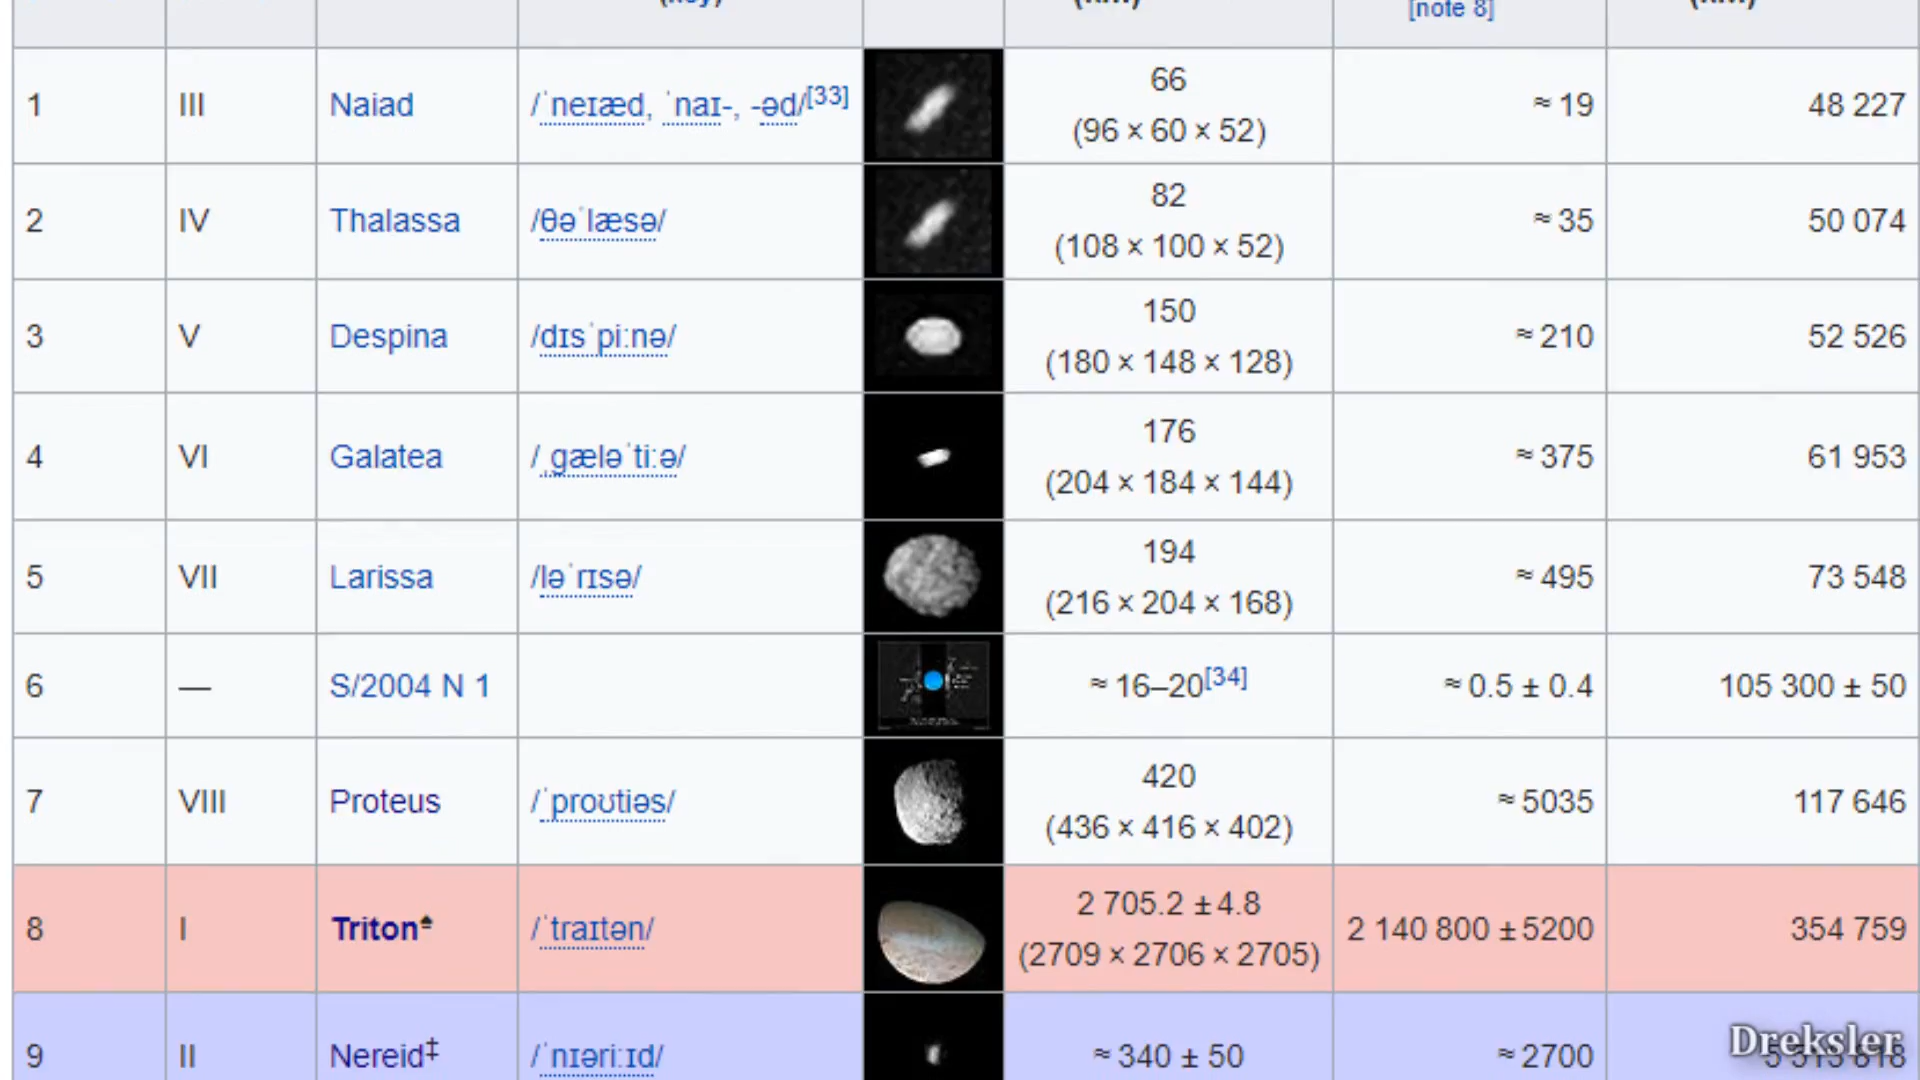 [note 8]
1 III Naiad /ˈneɪæd, ˈnaɪ-, -əd/[33] 66 (96 × 60 × 52) ≈ 19 48 227
2 IV Thalassa /θəˈlæsə/ 82 (108 × 100 × 52) ≈ 35 50 074
3 V Despina /dɪsˈpiːnə/ 150 (180 × 148 × 128) ≈ 210 52 526
4 VI Galatea /ˌɡæləˈtiːə/ 176 (204 × 184 × 144) ≈ 375 61 953
5 VII Larissa /ləˈrɪsə/ 194 (216 × 204 × 168) ≈ 495 73 548
6 — S/2004 N 1 ≈ 16–20[34] ≈ 0.5 ± 0.4 105 300 ± 50
7 VIII Proteus /ˈproʊtiəs/ 420 (436 × 416 × 402) ≈ 5035 117 646
8 I Triton♠ /ˈtraɪtən/ 2 705.2 ± 4.8 (2709 × 2706 × 2705) 2 140 800 ± 5200 354 759
9 II Nereid‡ /ˈnɪəriːɪd/ ≈ 340 ± 50 ≈ 2700
Dreksler